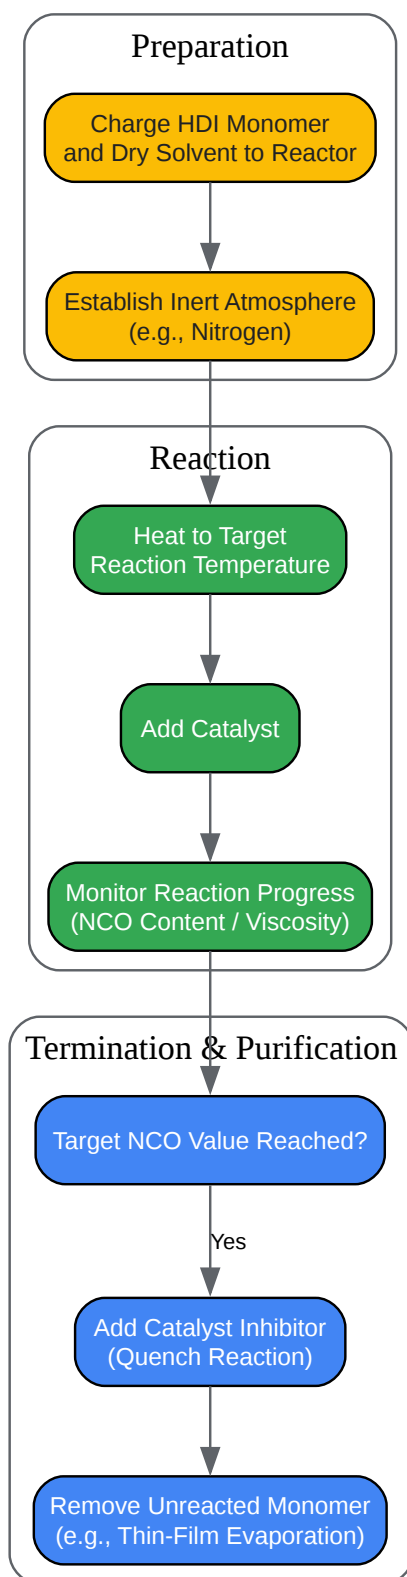 Preparation
Charge HDI Monomer
and Dry Solvent to Reactor
Establish Inert Atmosphere
(e.g., Nitrogen)
Reaction
Heat to Target
Reaction Temperature
Add Catalyst
Monitor Reaction Progress
(NCO Content / Viscosity)
Termination & Purification
Target NCO Value Reached?
Yes
Add Catalyst Inhibitor
(Quench Reaction)
Remove Unreacted Monomer
(e.g., Thin-Film Evaporation)